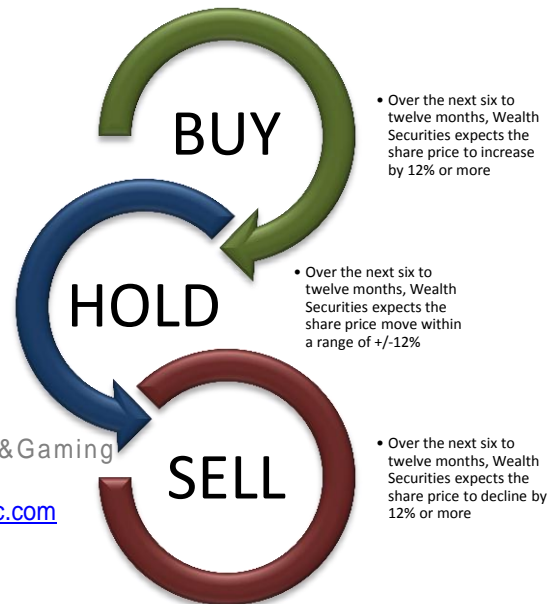 BUY
• Over the next six to
twelve months, Wealth
Securities expects the
share price to increase
by 12% or more
HOLD
• Over the next six to
twelve months, Wealth
Securities expects the
share price move within
a range of +/-12%
&Gaming
c.com
SELL
• Over the next six to
twelve months, Wealth
Securities expects the
share price to decline by
12% or more